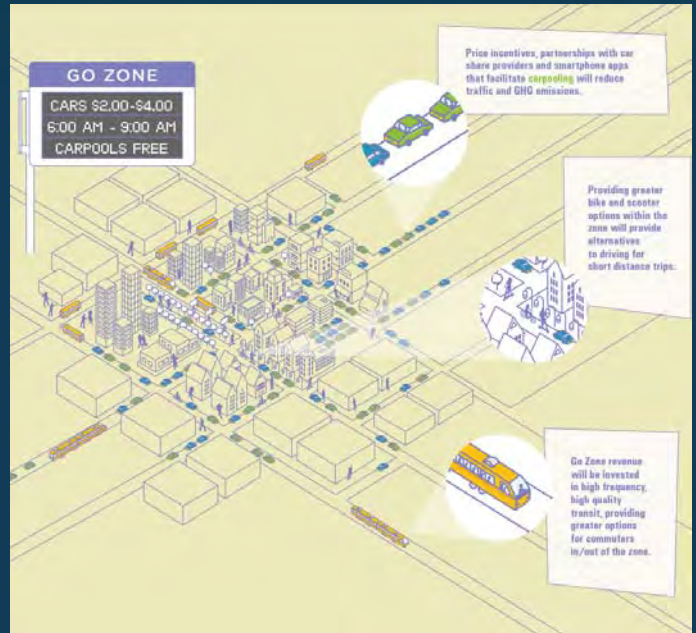 GO ZONE
CARS $2.00-$4.00
6:00 AM - 9:00 AM
CARPOOLS FREE
Price incentives, partnerships with car
share providers and smartphone apps
that facilitate carpooling will reduce
traffic and GHG emissions.
Providing greater
bike and scooter
options within the
zone will provide
alternatives
to driving for
short distance trips.
Go Zone revenue
will be invested
in high frequency,
high quality
transit, providing
greater options
for commuters
in/out of the zone.